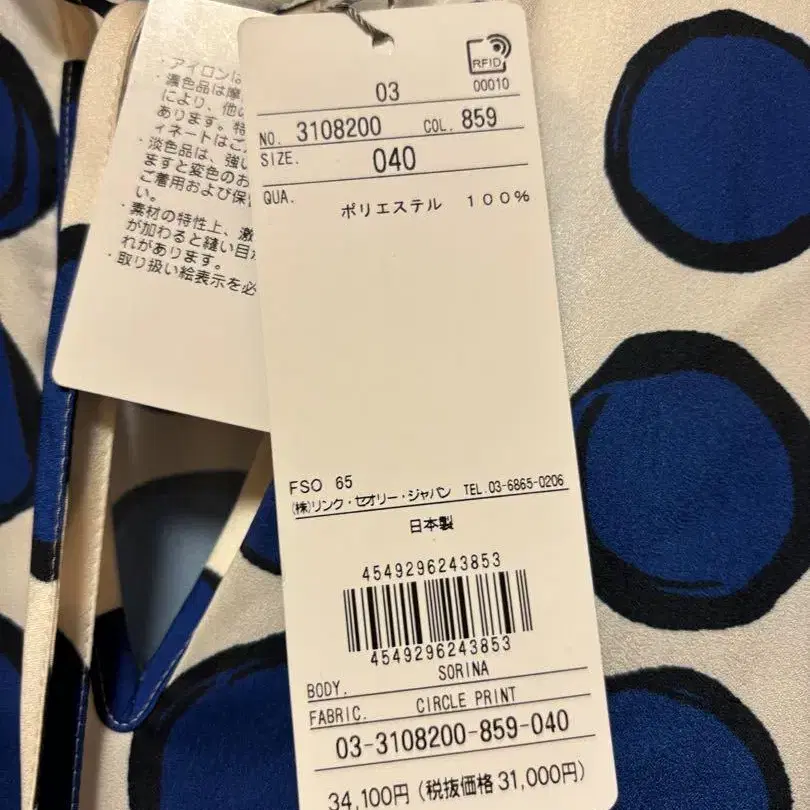 ・アイロンは
・濃色品は摩
により、他の
あります。特
ィネートはご
・淡色品は、強い
ますと変色のお
ご着用および保
い。
・素材の特性上、激
が加わると縫い目が
れがあります。
・取り扱い絵表示を必
RFID
03 00010
NO. 3108200 COL. 859
SIZE. 040
QUA. ポリエステル 100%
FSO 65
(株)リンク・セオリー・ジャパン TEL.03-6865-0206
日本製
4549296243853
4549296243853
BODY. SORINA
FABRIC. CIRCLE PRINT
03-3108200-859-040
34,100円(税抜価格31,000円)